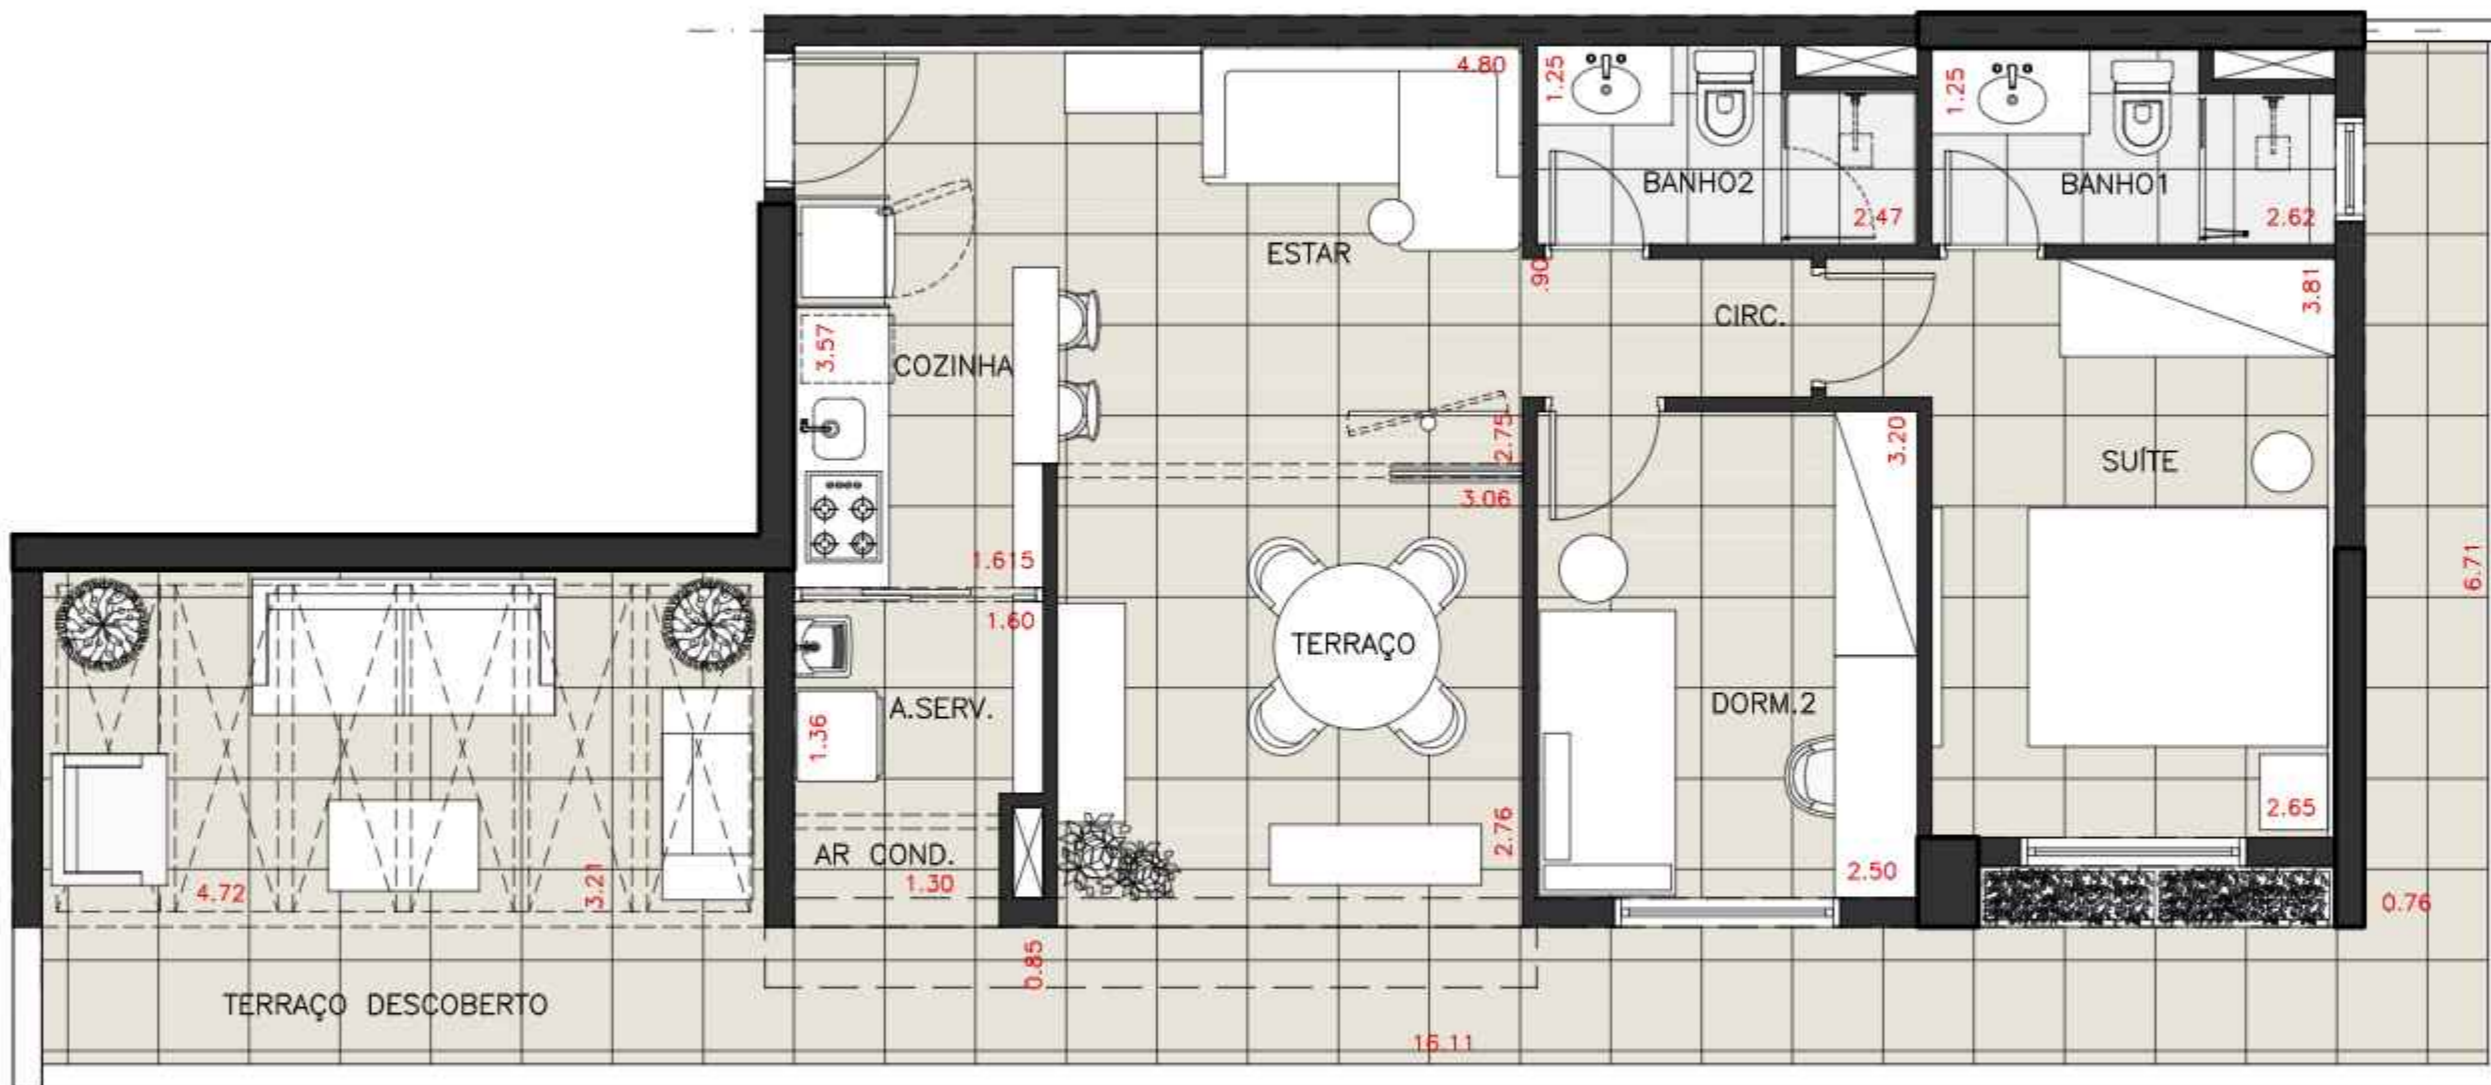 4.80
1.25
1.25
BANHO2
BANHO1
2.47
2.62
ESTAR
.90
3.81
CIRC.
3.57
COZINHA
2.75
3.20
SUÍTE
3.06
1.615
6.71
1.60
TERRAÇO
A.SERV.
DORM.2
1.36
2.76
2.65
AR COND.
2.50
1.30
4.72
3.21
0.76
0.85
TERRAÇO DESCOBERTO
16.11